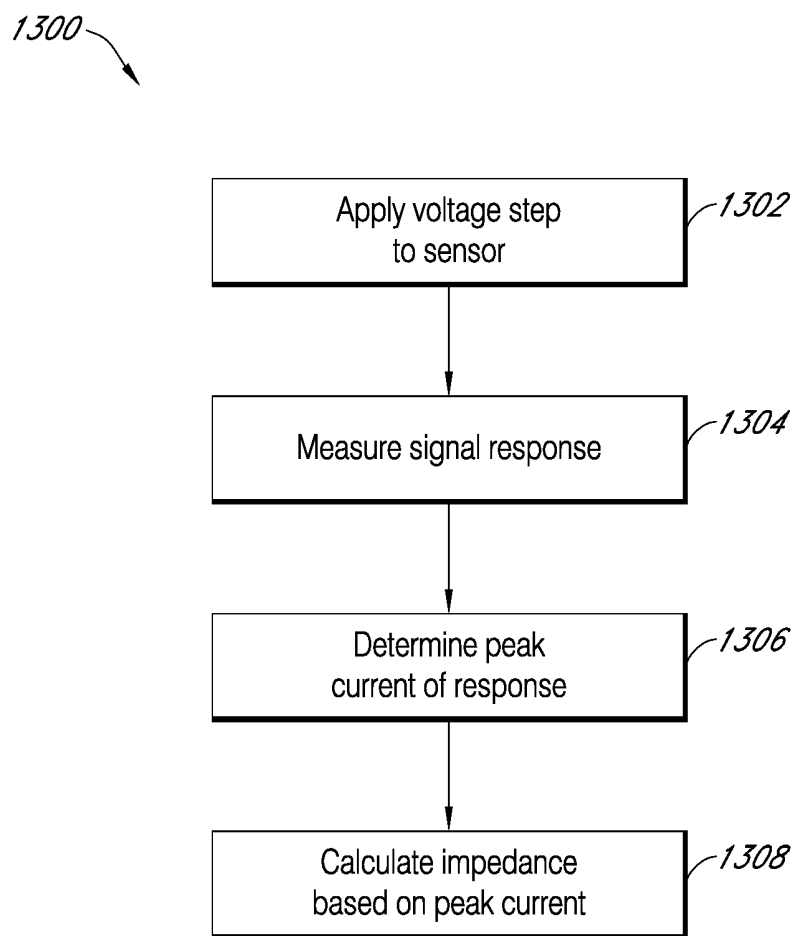 1300
Apply voltage step
to sensor
1302
Measure signal response
1304
Determine peak
current of response
1306
Calculate impedance
based on peak current
1308